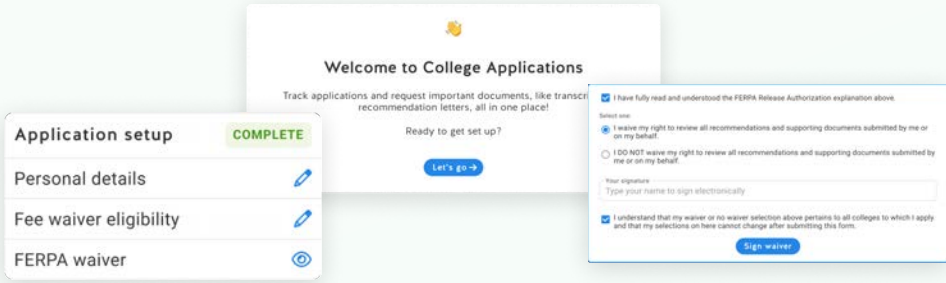 Welcome to College Applications
Track applications and request important documents, like transcri
recommendation letters, all in one place!
Ready to get set up?
Let's go →
Application setup COMPLETE
Personal details
Fee waiver eligibility
FERPA waiver
I have fully read and understood the FERPA Release Authorization explanation above.
Select one:
I waive my right to review all recommendations and supporting documents submitted by me or
on my behalf.
I DO NOT waive my right to review all recommendations and supporting documents submitted by
me or on my behalf.
Your signature
Type your name to sign electronically
I understand that my waiver or no waiver selection above pertains to all colleges to which I apply
and that my selections on here cannot change after submitting this form.
Sign waiver